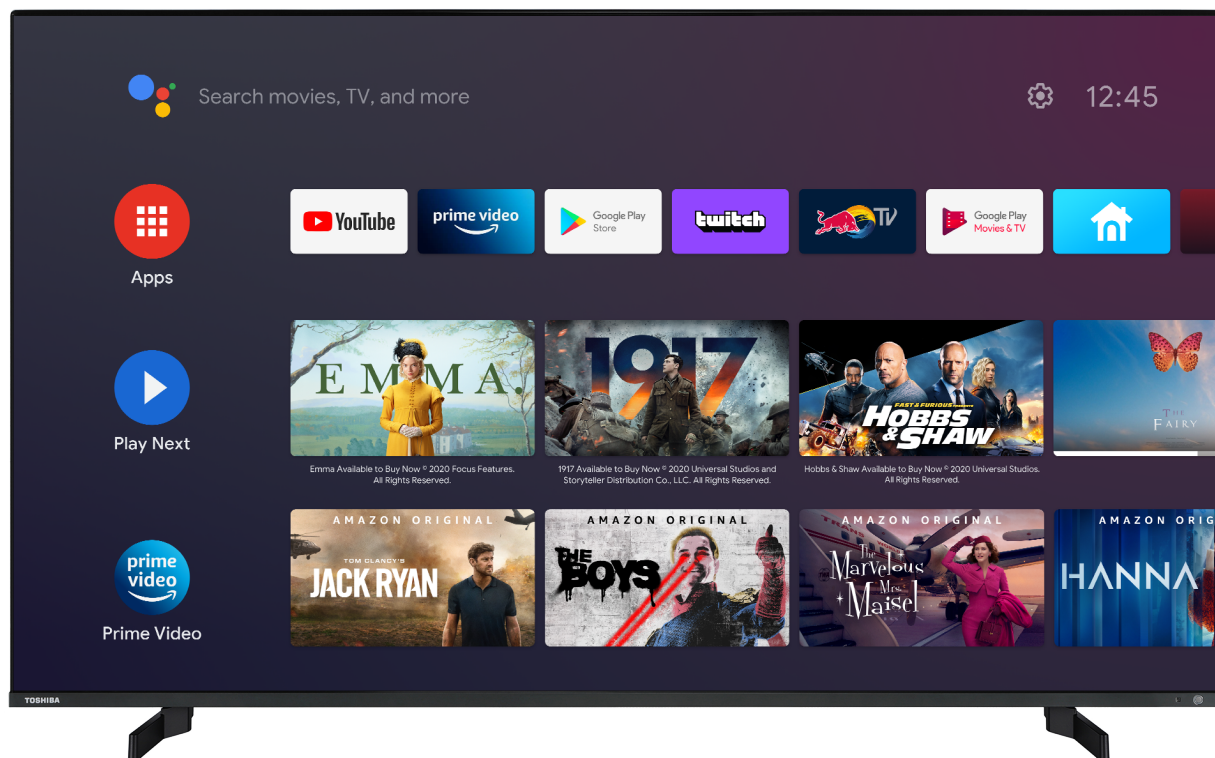 Search movies, TV, and more
12:45
YouTube
prime video
Google Play
Store
twitch
TV
Google Play
Movies & TV
Apps
EMMA.
1917
FAST & FURIOUS PRESENTS
HOBBS
& SHAW
THE
FAIRY
Play Next
Emma Available to Buy Now © 2020 Focus Features.
All Rights Reserved.
1917 Available to Buy Now © 2020 Universal Studios and
Storyteller Distribution Co., LLC. All Rights Reserved.
Hobbs & Shaw Available to Buy Now © 2020 Universal Studios.
All Rights Reserved.
AMAZON ORIGINAL
TOM CLANCY'S
JACK RYAN
AMAZON ORIGINAL
THE
BOYS
AMAZON ORIGINAL
The
Marvelous
Mrs.
Maisel
AMAZON ORIG
HANNA
prime
video
Prime Video
TOSHIBA